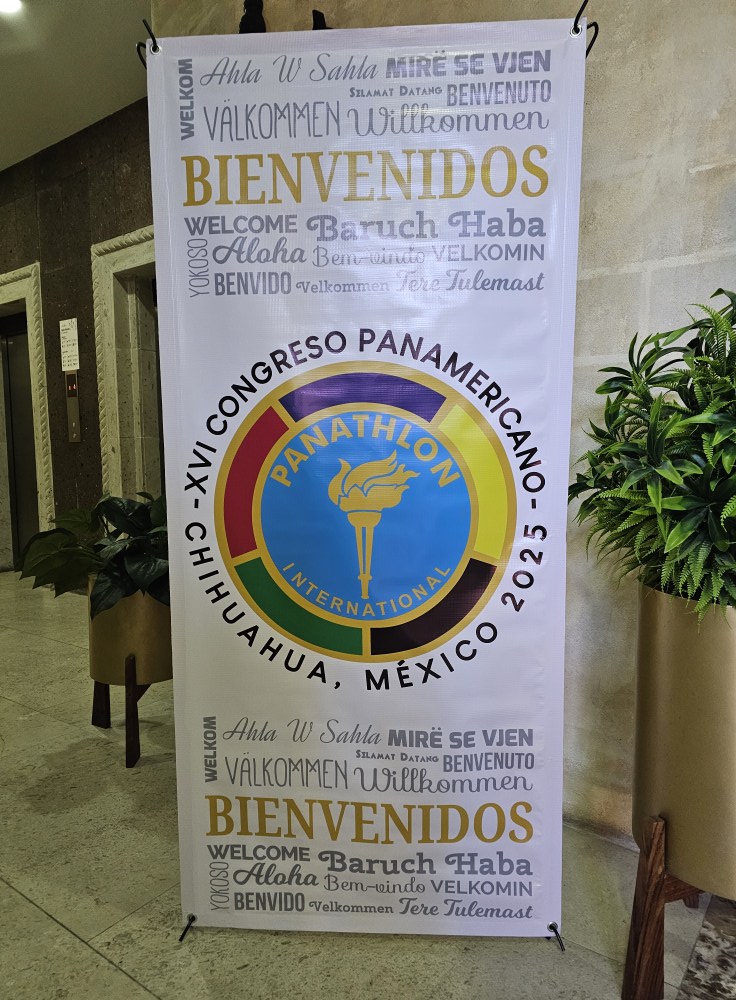 WELKOM
Ahla W Sahla MIRË SE VJEN
SELAMAT DATANG BENVENUTO
VÄLKOMMEN Willkommen
BIENVENIDOS
WELCOME Baruch Haba
YOKOSO
Aloha Bem-vindo VELKOMIN
BENVIDO Velkommen Tere Tulemast
-XVI CONGRESO PANAMERICANO-
PANATHLON
INTERNATIONAL
CHIHUAHUA, MÉXICO 2025
WELKOM
Ahla W Sahla MIRË SE VJEN
SELAMAT DATANG BENVENUTO
VÄLKOMMEN Willkommen
BIENVENIDOS
WELCOME Baruch Haba
YOKOSO
Aloha Bem-vindo VELKOMIN
BENVIDO Velkommen Tere Tulemast